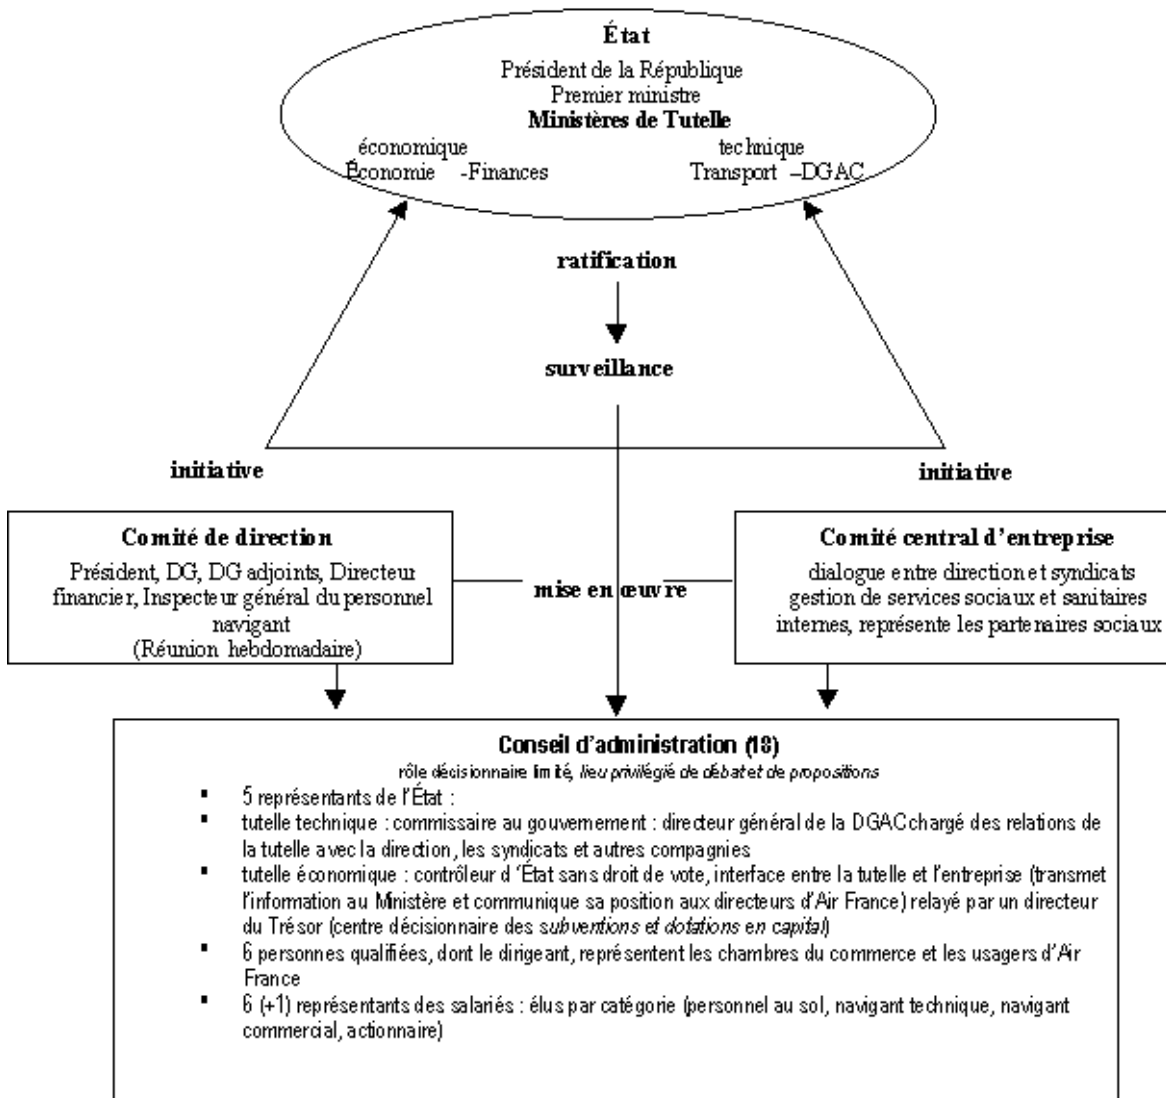 État
Président de la République
Premier ministre
Ministères de Tutelle
économique
Économie -Finances
technique
Transport –DGAC
ratification
surveillance
initiative
initiative
Comité de direction
Président, DG, DG adjoints, Directeur
financier, Inspecteur général du personnel
navigant
(Réunion hebdomadaire)
mise en œuvre
Comité central d'entreprise
dialogue entre direction et syndicats
gestion de services sociaux et sanitaires
internes, représente les partenaires sociaux
Conseil d'administration (18)
rôle décisionnaire limité, lieu privilégié de débat et de propositions
▪ 5 représentants de l'État :
▪ tutelle technique : commissaire au gouvernement : directeur général de la DGAC chargé des relations de
la tutelle avec la direction, les syndicats et autres compagnies
▪ tutelle économique : contrôleur d'État sans droit de vote, interface entre la tutelle et l'entreprise (transmet
l'information au Ministère et communique sa position aux directeurs d'Air France) relayé par un directeur
du Trésor (centre décisionnaire des subventions et dotations en capital)
▪ 6 personnes qualifiées, dont le dirigeant, représentent les chambres du commerce et les usagers d'Air
France
▪ 6 (+1) représentants des salariés : élus par catégorie (personnel au sol, navigant technique, navigant
commercial, actionnaire)